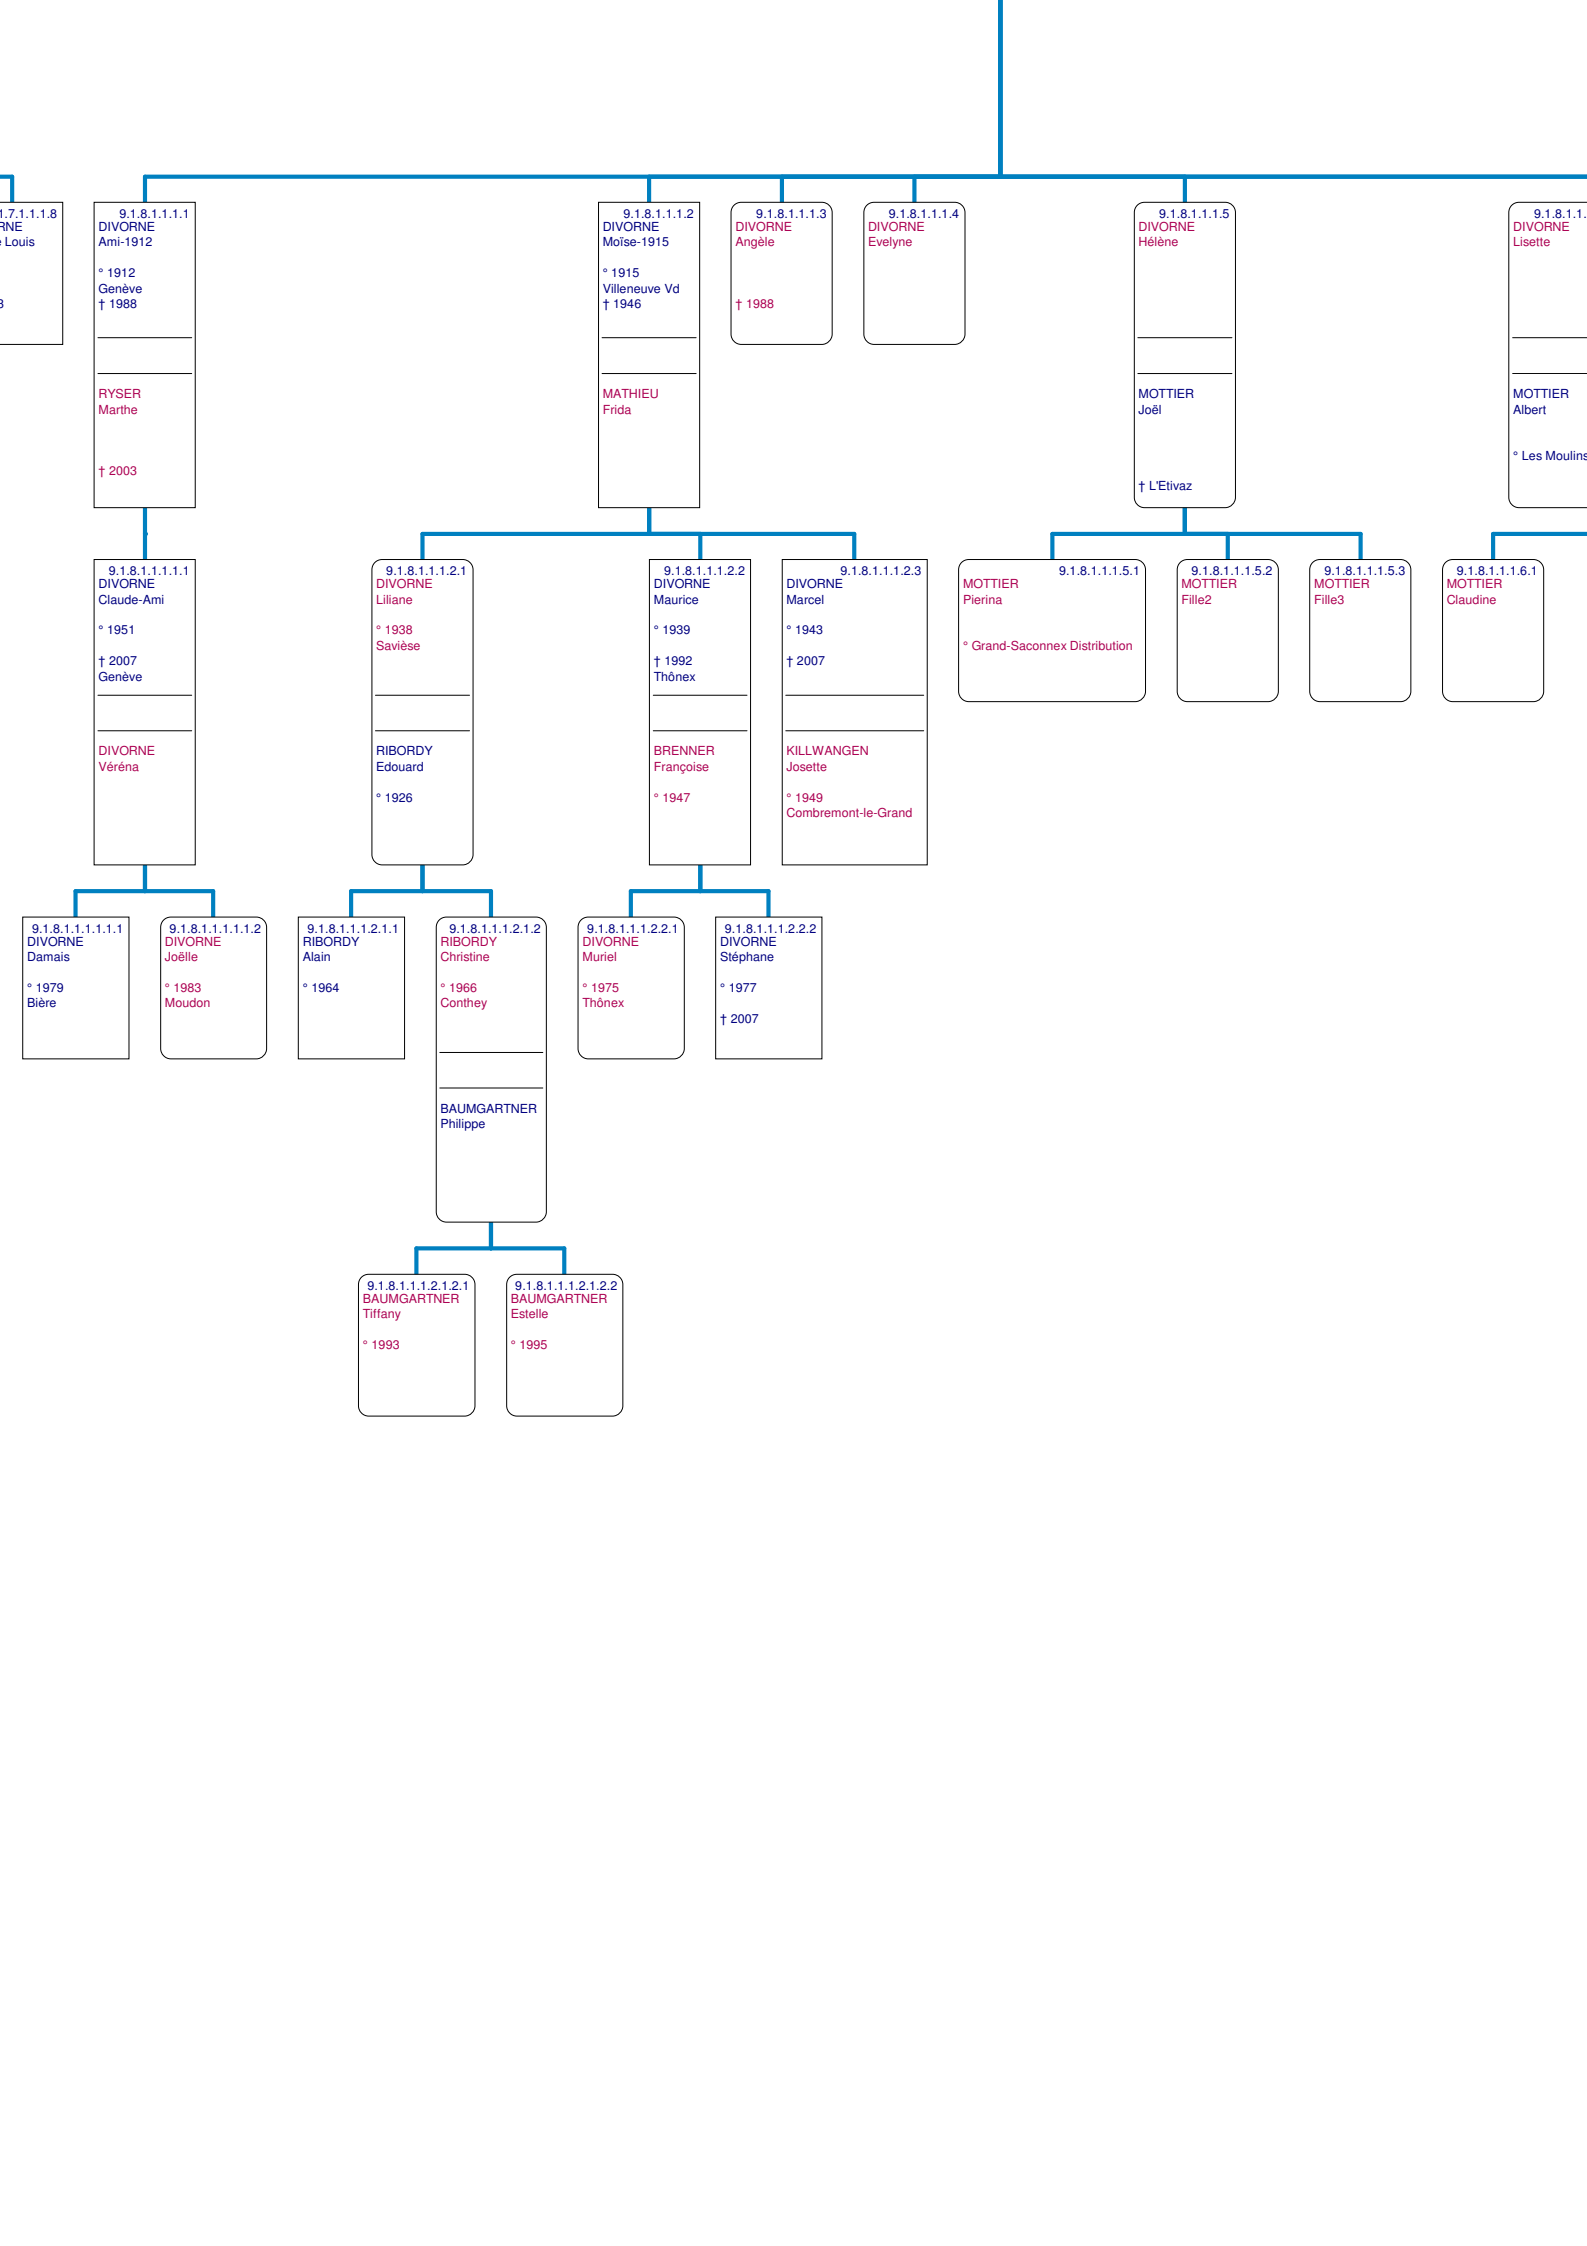 1.7.1.1.1.8
RNE
Louis
9.1.8.1.1.1.1
DIVORNE
Ami-1912
° 1912
Genève
† 1988
RYSER
Marthe
† 2003
9.1.8.1.1.1.2
DIVORNE
Moïse-1915
° 1915
Villeneuve Vd
† 1946
MATHIEU
Frida
9.1.8.1.1.1.3
DIVORNE
Angèle
† 1988
9.1.8.1.1.1.4
DIVORNE
Evelyne
9.1.8.1.1.1.5
DIVORNE
Hélène
MOTTIER
Joël
† L'Etivaz
9.1.8.1.1.
DIVORNE
Lisette
MOTTIER
Albert
° Les Moulins
9.1.8.1.1.1.1.1
DIVORNE
Claude-Ami
° 1951
† 2007
Genève
DIVORNE
Véréna
9.1.8.1.1.1.2.1
DIVORNE
Liliane
° 1938
Savièse
RIBORDY
Edouard
° 1926
9.1.8.1.1.1.2.2
DIVORNE
Maurice
° 1939
† 1992
Thônex
BRENNER
Françoise
° 1947
9.1.8.1.1.1.2.3
DIVORNE
Marcel
° 1943
† 2007
KILLWANGEN
Josette
° 1949
Combremont-le-Grand
9.1.8.1.1.1.5.1
MOTTIER
Pierina
° Grand-Saconnex Distribution
9.1.8.1.1.1.5.2
MOTTIER
Fille2
9.1.8.1.1.1.5.3
MOTTIER
Fille3
9.1.8.1.1.1.6.1
MOTTIER
Claudine
9.1.8.1.1.1.1.1.1
DIVORNE
Damais
° 1979
Bière
9.1.8.1.1.1.1.1.2
DIVORNE
Joëlle
° 1983
Moudon
9.1.8.1.1.1.2.1.1
RIBORDY
Alain
° 1964
9.1.8.1.1.1.2.1.2
RIBORDY
Christine
° 1966
Conthey
BAUMGARTNER
Philippe
9.1.8.1.1.1.2.2.1
DIVORNE
Muriel
° 1975
Thônex
9.1.8.1.1.1.2.2.2
DIVORNE
Stéphane
° 1977
† 2007
9.1.8.1.1.1.2.1.2.1
BAUMGARTNER
Tiffany
° 1993
9.1.8.1.1.1.2.1.2.2
BAUMGARTNER
Estelle
° 1995